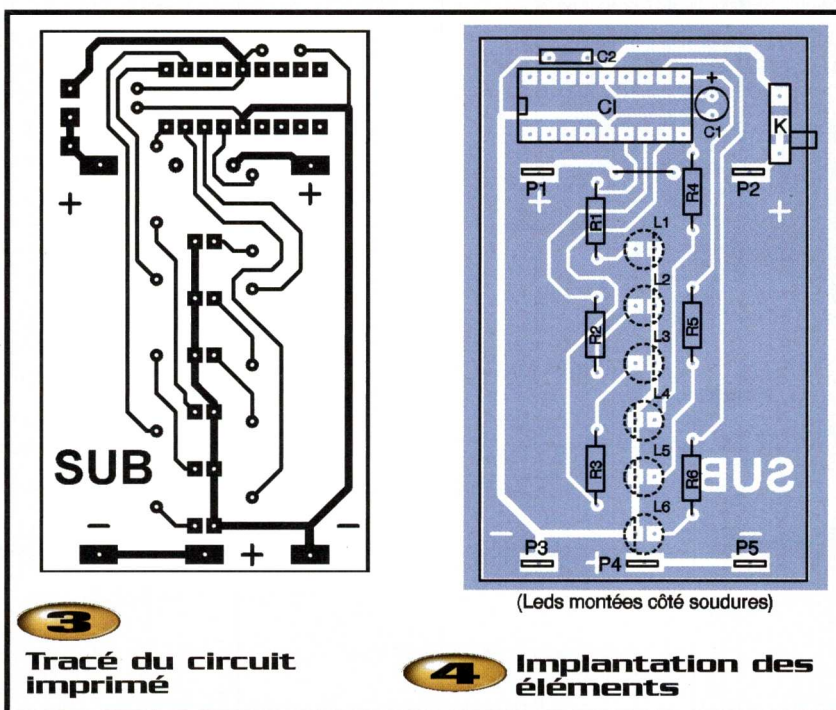 +
+
SUB
−
+
−
3
Tracé du circuit
imprimé
C2
CI
+
C1
K
P1
P2
+
+
R1
R4
L1
L2
R2
R5
L3
L4
R3
L5
R6
SUB
L6
−
−
P3
+
P4
P5
(Leds montées côté soudures)
4
Implantation des
éléments